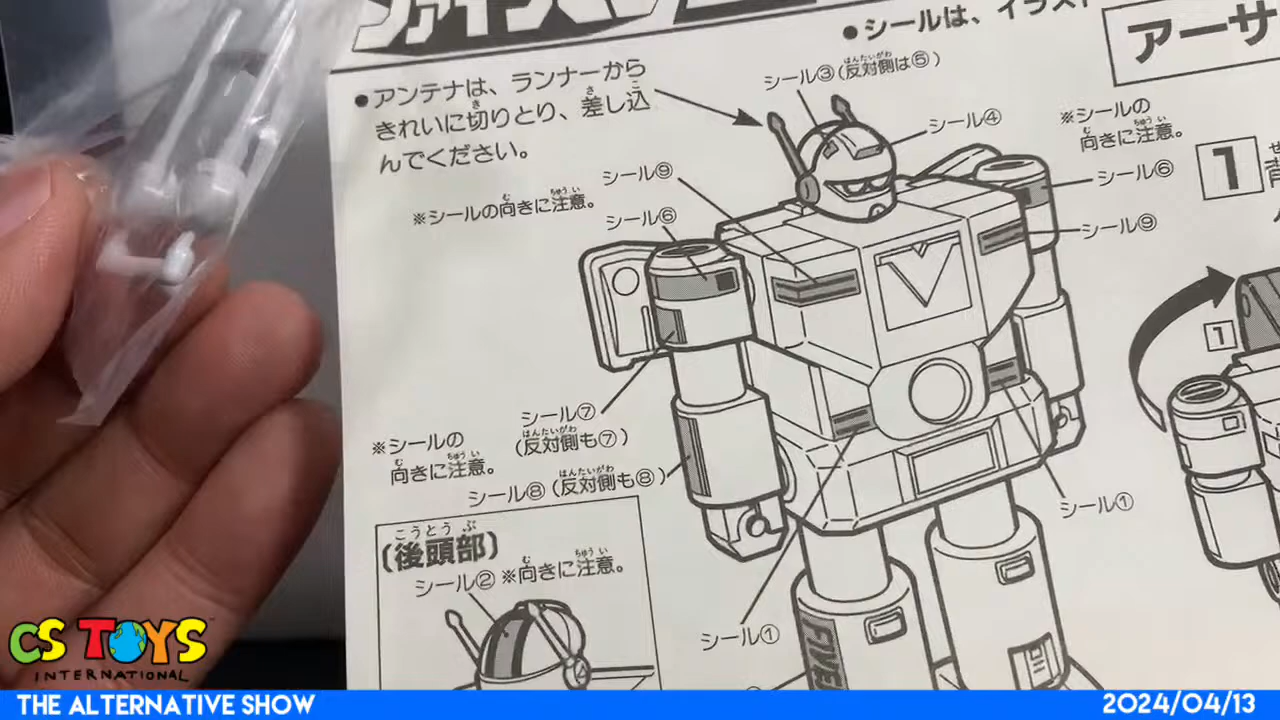 ●シールは、イラスト
アーサ
●アンテナは、ランナーから
きれいに切りとり、差し込
んでください。
シール③(反対側は⑤)
シール④
※シールの
向きに注意。
シール⑥
シール⑨
1
シール⑨
※シールの向きに注意。
シール⑥
シール⑦
(反対側も⑦)
※シールの
向きに注意。
シール⑧(反対側も⑧)
シール①
シール①
(後頭部)
シール②※向きに注意。
1
FIVE
CS TOYS
INTERNATIONAL
THE ALTERNATIVE SHOW
2024/04/13